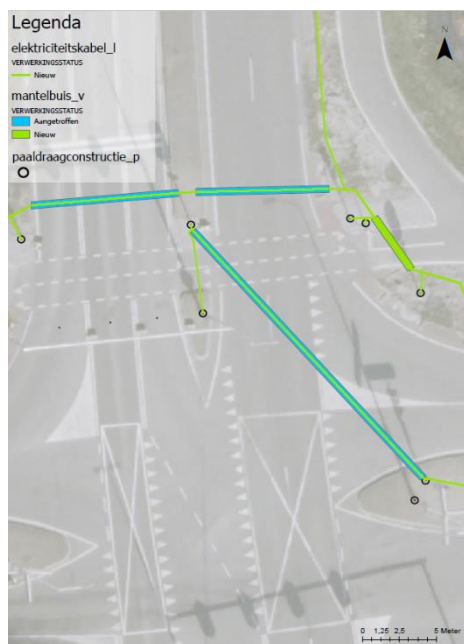 Legenda
elektriciteitskabel_l
VERWERKINGSSTATUS
Nieuw
mantelbuis_v
VERWERKINGSSTATUS
Aangetroffen
Nieuw
paaldraagconstructie_p
N
0 1,25 2,5 5 Meter